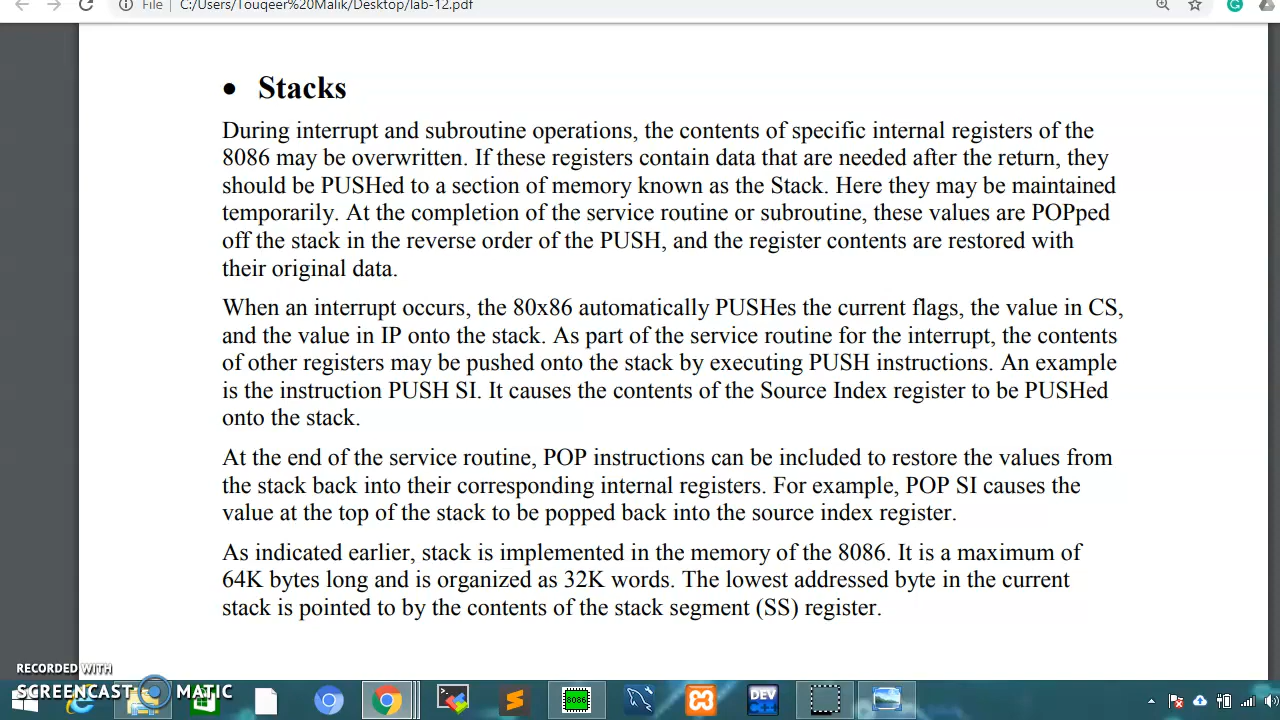 File | C:/Users/Touqeer%20Malik/Desktop/lab-12.pdf
• Stacks
During interrupt and subroutine operations, the contents of specific internal registers of the
8086 may be overwritten. If these registers contain data that are needed after the return, they
should be PUSHed to a section of memory known as the Stack. Here they may be maintained
temporarily. At the completion of the service routine or subroutine, these values are POPped
off the stack in the reverse order of the PUSH, and the register contents are restored with
their original data.
When an interrupt occurs, the 80x86 automatically PUSHes the current flags, the value in CS,
and the value in IP onto the stack. As part of the service routine for the interrupt, the contents
of other registers may be pushed onto the stack by executing PUSH instructions. An example
is the instruction PUSH SI. It causes the contents of the Source Index register to be PUSHed
onto the stack.
At the end of the service routine, POP instructions can be included to restore the values from
the stack back into their corresponding internal registers. For example, POP SI causes the
value at the top of the stack to be popped back into the source index register.
As indicated earlier, stack is implemented in the memory of the 8086. It is a maximum of
64K bytes long and is organized as 32K words. The lowest addressed byte in the current
stack is pointed to by the contents of the stack segment (SS) register.
RECORDED WITH
SCREENCAST MATIC
8086
DEV
C++